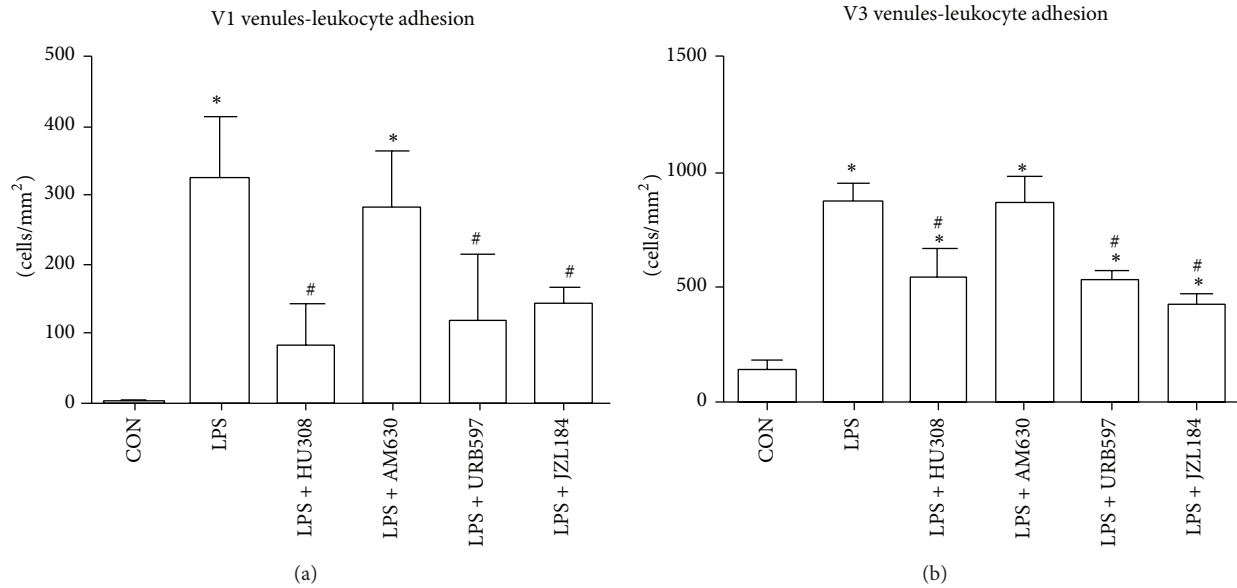 V1 venules-leukocyte adhesion
500
400
300
200
100
0
(cells/mm²)
*
#
*
#
#
CON
LPS
LPS + HU308
LPS + AM630
LPS + URB597
LPS + JZL184
(a)
V3 venules-leukocyte adhesion
1500
1000
500
0
(cells/mm²)
*
#
*
*
#
*
#
*
CON
LPS
LPS + HU308
LPS + AM630
LPS + URB597
LPS + JZL184
(b)